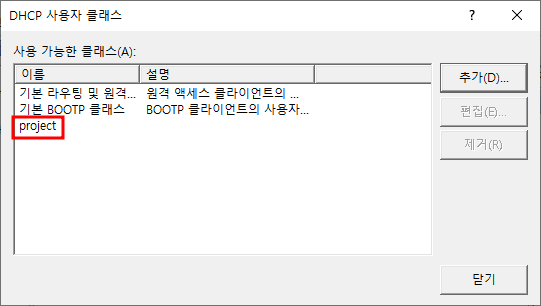 DHCP 사용자 클래스
사용 가능한 클래스(A):
이름 설명
기본 라우팅 및 원격... 원격 액세스 클라이언트의 ...
기본 BOOTP 클래스 BOOTP 클라이언트의 사용자...
project
추가(D)...
편집(E)...
제거(R)
닫기